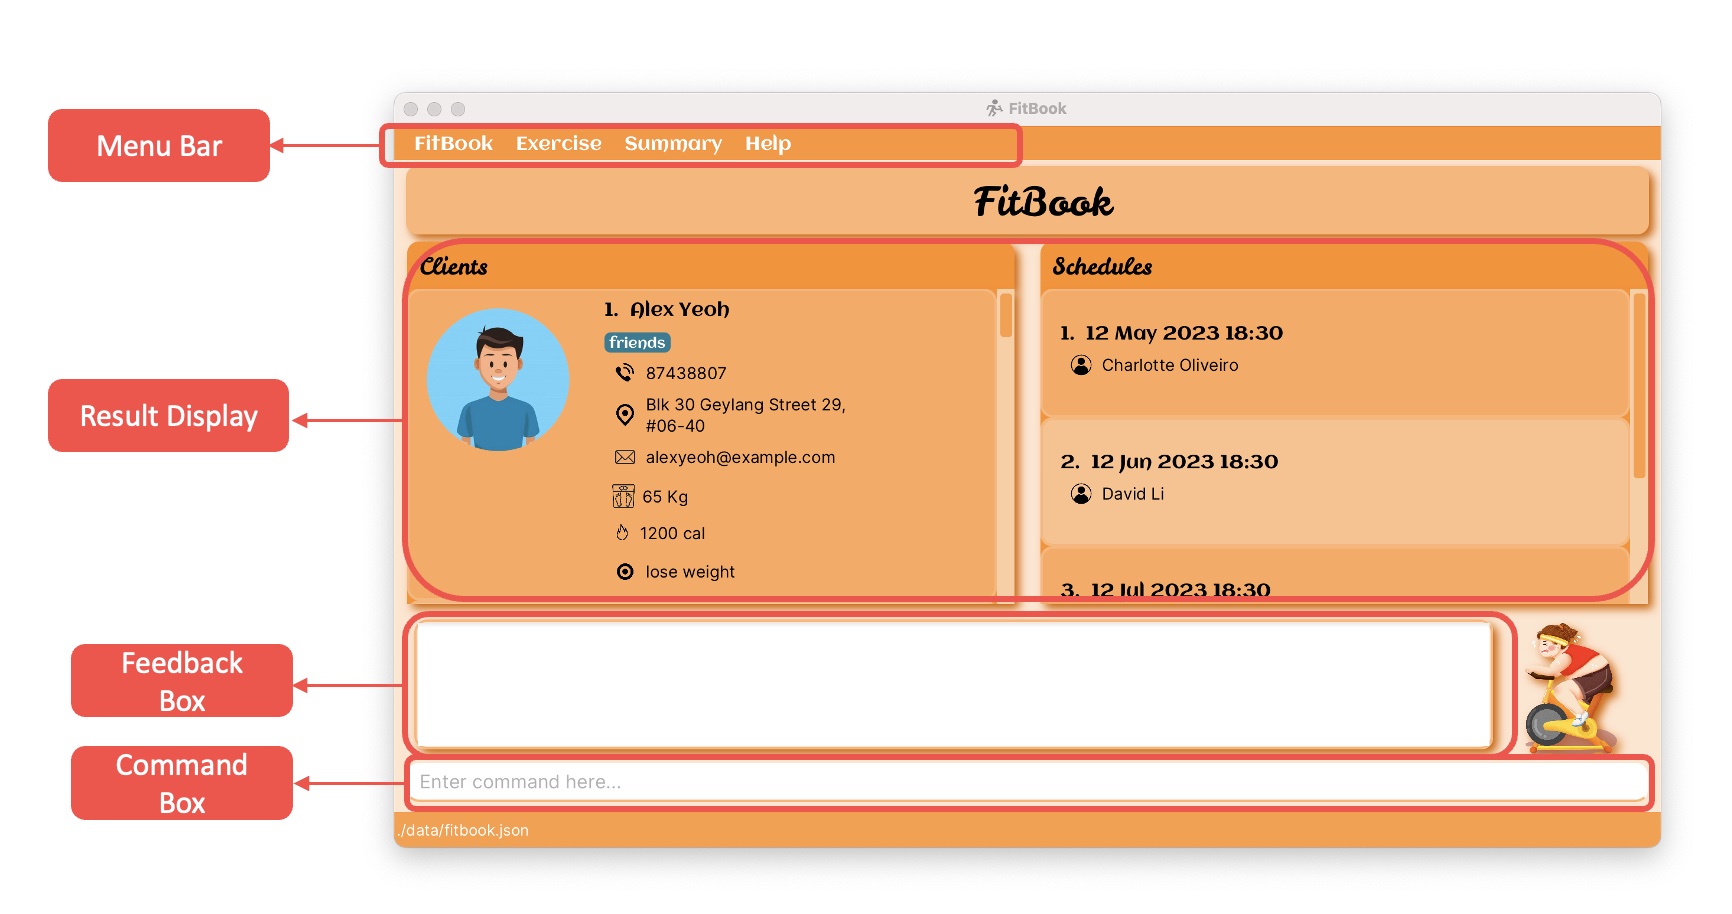 FitBook
Menu Bar
FitBook Exercise Summary Help
FitBook
Clients
Schedules
1. Alex Yeoh
friends
87438807
Blk 30 Geylang Street 29,
#06-40
alexyeoh@example.com
65 Kg
1200 cal
lose weight
1. 12 May 2023 18:30
Charlotte Oliveiro
2. 12 Jun 2023 18:30
David Li
3. 12 Jul 2023 18:30
Result Display
Feedback
Box
Command
Box
Enter command here...
./data/fitbook.json